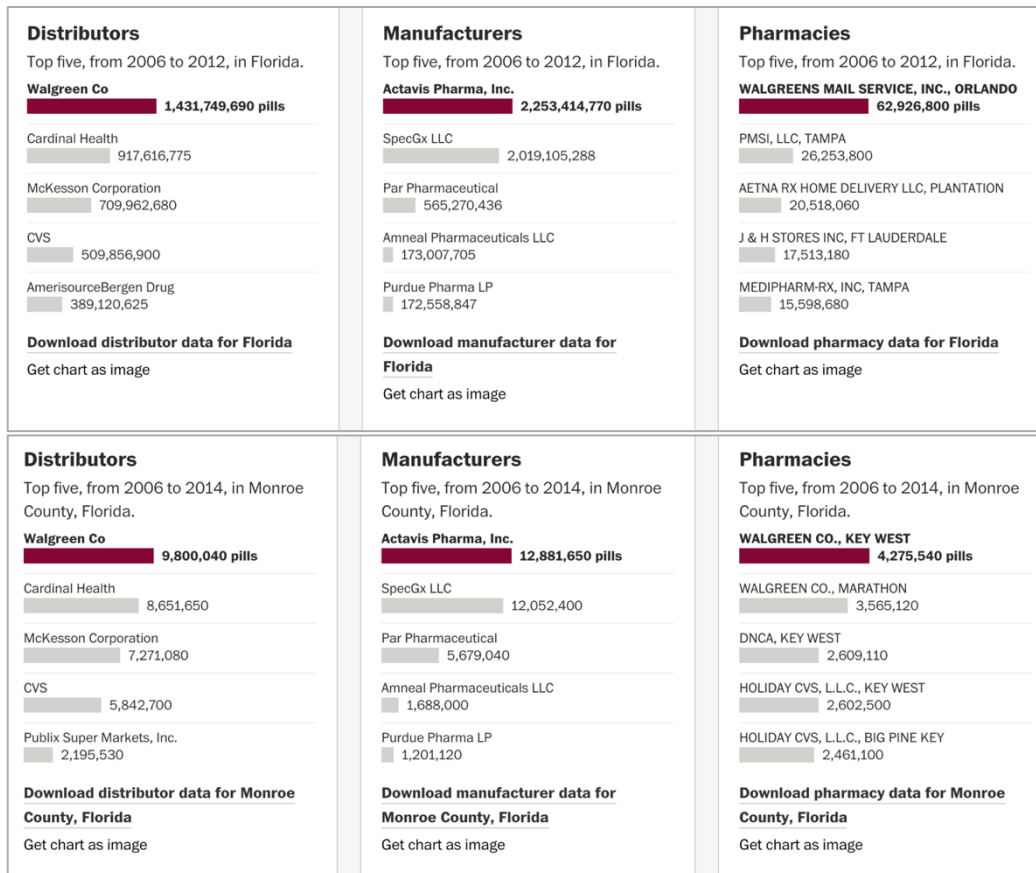 Distributors
Top five, from 2006 to 2012, in Florida.
Walgreen Co
1,431,749,690 pills
Cardinal Health
917,616,775
McKesson Corporation
709,962,680
CVS
509,856,900
AmerisourceBergen Drug
389,120,625
Download distributor data for Florida
Get chart as image
Manufacturers
Top five, from 2006 to 2012, in Florida.
Actavis Pharma, Inc.
2,253,414,770 pills
SpecGx LLC
2,019,105,288
Par Pharmaceutical
565,270,436
Amneal Pharmaceuticals LLC
173,007,705
Purdue Pharma LP
172,558,847
Download manufacturer data for
Florida
Get chart as image
Pharmacies
Top five, from 2006 to 2012, in Florida.
WALGREENS MAIL SERVICE, INC., ORLANDO
62,926,800 pills
PMSI, LLC, TAMPA
26,253,800
AETNA RX HOME DELIVERY LLC, PLANTATION
20,518,060
J & H STORES INC, FT LAUDERDALE
17,513,180
MEDIPHARM-RX, INC, TAMPA
15,598,680
Download pharmacy data for Florida
Get chart as image
Distributors
Top five, from 2006 to 2014, in Monroe
County, Florida.
Walgreen Co
9,800,040 pills
Cardinal Health
8,651,650
McKesson Corporation
7,271,080
CVS
5,842,700
Publix Super Markets, Inc.
2,195,530
Download distributor data for Monroe
County, Florida
Get chart as image
Manufacturers
Top five, from 2006 to 2014, in Monroe
County, Florida.
Actavis Pharma, Inc.
12,881,650 pills
SpecGx LLC
12,052,400
Par Pharmaceutical
5,679,040
Amneal Pharmaceuticals LLC
1,688,000
Purdue Pharma LP
1,201,120
Download manufacturer data for
Monroe County, Florida
Get chart as image
Pharmacies
Top five, from 2006 to 2014, in Monroe
County, Florida.
WALGREEN CO., KEY WEST
4,275,540 pills
WALGREEN CO., MARATHON
3,565,120
DNCA, KEY WEST
2,609,110
HOLIDAY CVS, L.L.C., KEY WEST
2,602,500
HOLIDAY CVS, L.L.C., BIG PINE KEY
2,461,100
Download pharmacy data for Monroe
County, Florida
Get chart as image